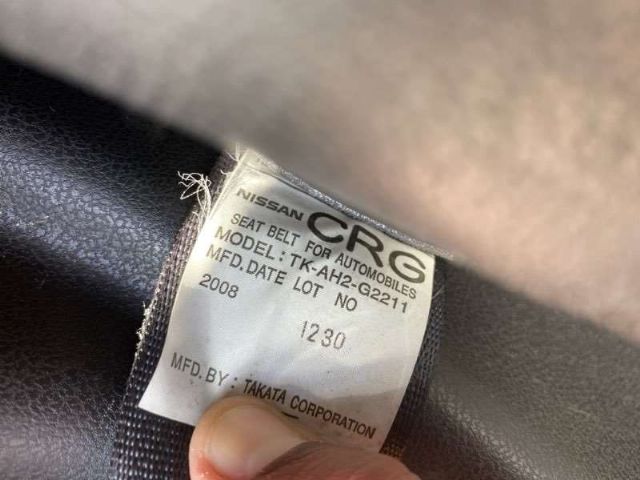 NISSAN CRG
SEAT BELT FOR AUTOMOBILES
MODEL: TK-AH2-G2211
MFD.DATE LOT NO
2008 1230
MFD.BY: TAKATA CORPORATION